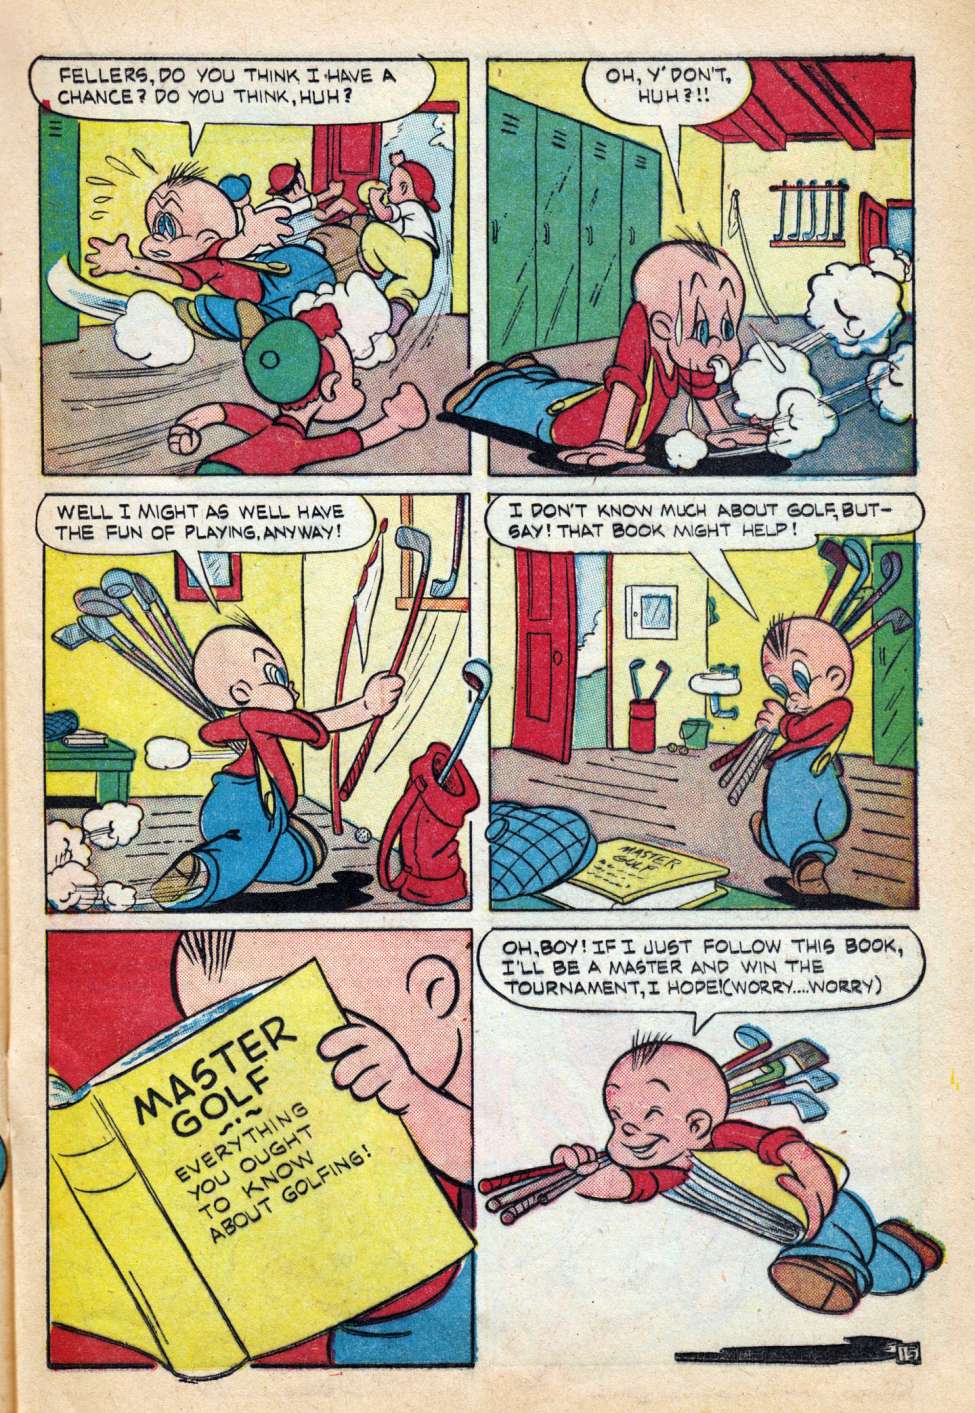 FELLERS, DO YOU THINK I HAVE A
CHANCE? DO YOU THINK, HUH?
OH, Y' DON'T,
HUH?!!
WELL I MIGHT AS WELL HAVE
THE FUN OF PLAYING, ANYWAY!
I DON'T KNOW MUCH ABOUT GOLF, BUT-
SAY! THAT BOOK MIGHT HELP!
MASTER
GOLF
MASTER
GOLF
EVERYTHING
YOU OUGHT
TO KNOW
ABOUT GOLFING!
OH, BOY! IF I JUST FOLLOW THIS BOOK,
I'LL BE A MASTER AND WIN THE
TOURNAMENT, I HOPE! (WORRY....WORRY)
15